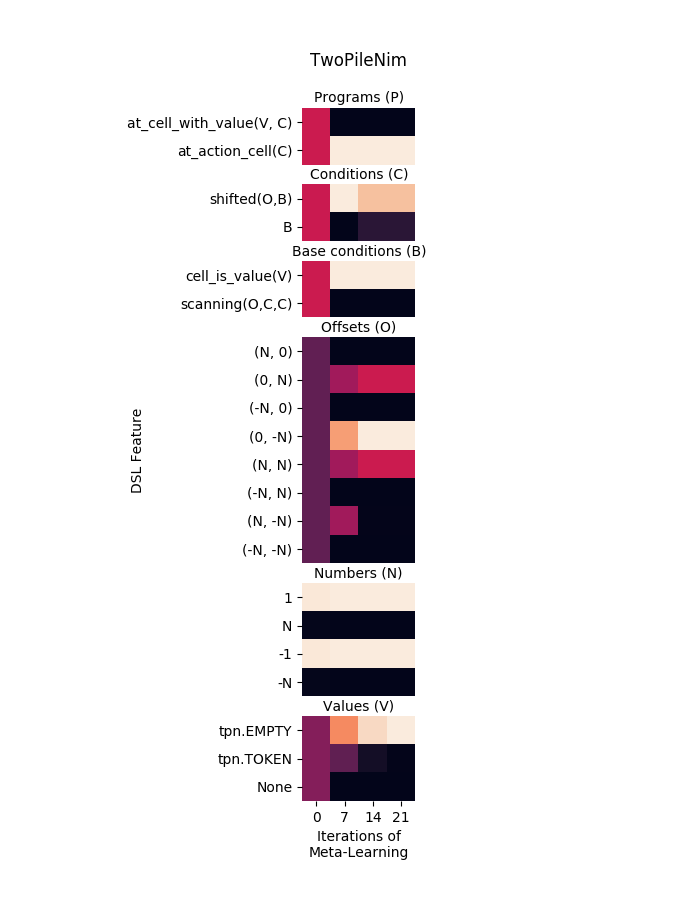 TwoPileNim
Programs (P)
at_cell_with_value(V, C)
at_action_cell(C)
Conditions (C)
shifted(O,B)
B
Base conditions (B)
cell_is_value(V)
scanning(O,C,C)
Offsets (O)
(N, 0)
(0, N)
(-N, 0)
(0, -N)
(N, N)
(-N, N)
(N, -N)
(-N, -N)
DSL Feature
Numbers (N)
1
N
-1
-N
Values (V)
tpn.EMPTY
tpn.TOKEN
None
0 7 14 21
Iterations of
Meta-Learning